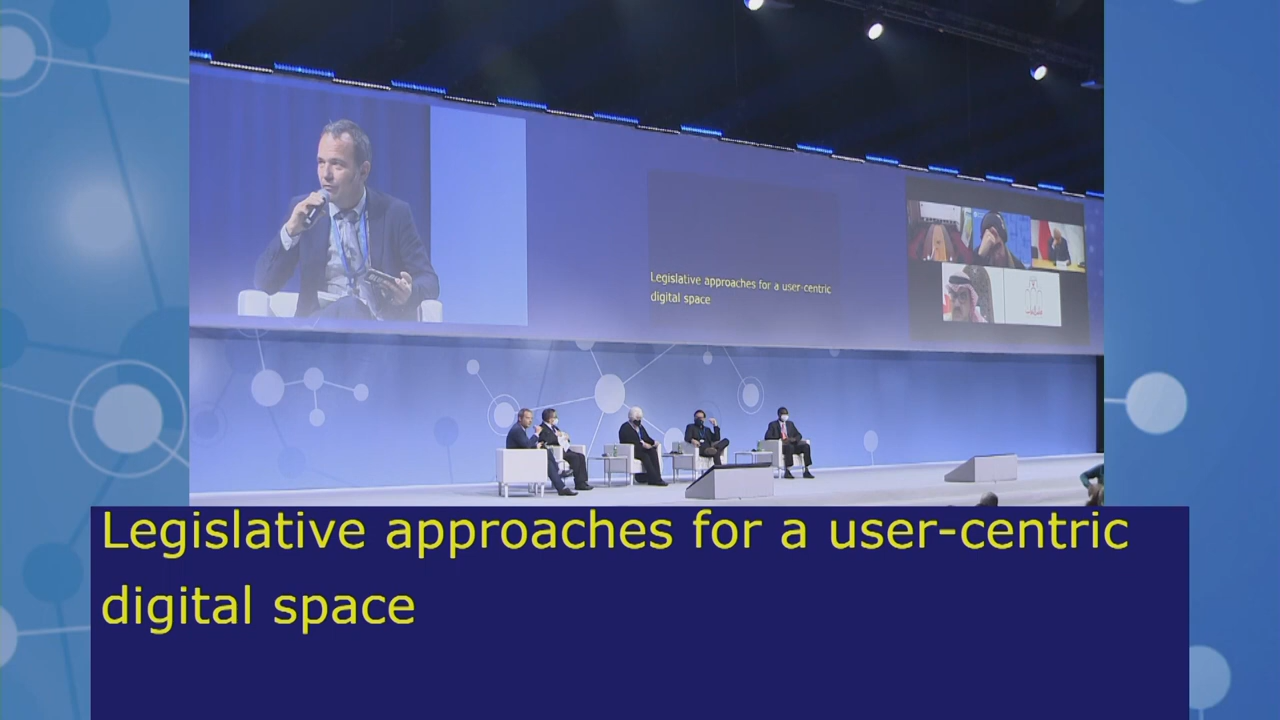 Legislative approaches for a user-centric
digital space
Legislative approaches for a user-centric
digital space